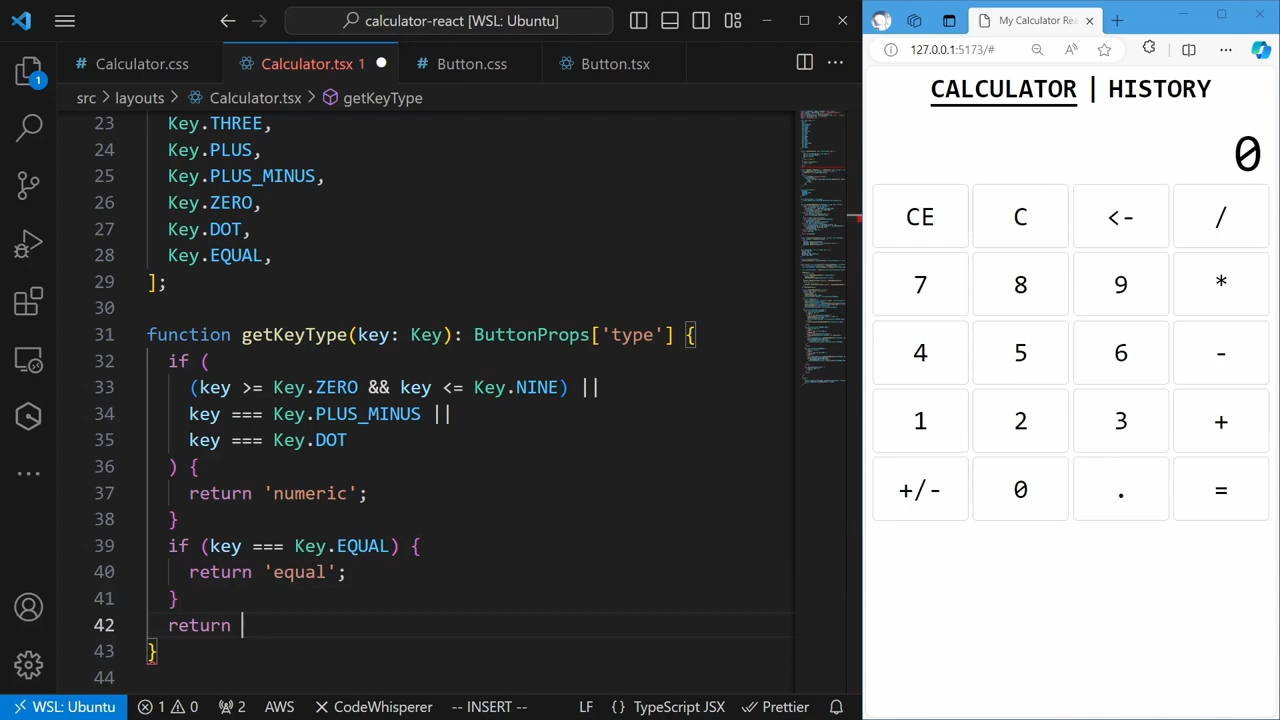 calculator-react [WSL: Ubuntu]
Calculator.css
Calculator.tsx 1
Button.css
Button.tsx
src > layouts > Calculator.tsx > getKeyType
1
23 Key.THREE,
24 Key.PLUS,
25 Key.PLUS_MINUS,
26 Key.ZERO,
27 Key.DOT,
28 Key.EQUAL,
29 ];
31 function getKeyType(key: Key): IButtonProps['type'] {
32 if (
33 (key >= Key.ZERO && key <= Key.NINE) ||
34 key === Key.PLUS_MINUS ||
35 key === Key.DOT
36 ) {
37 return 'numeric';
38 }
39 if (key === Key.EQUAL) {
40 return 'equal';
41 }
42 return
43 }
44
WSL: Ubuntu
1 0
2
AWS
CodeWhisperer
-- INSERT --
LF
{} TypeScript JSX
Prettier
My Calculator Rea
127.0.0.1:5173/#
CALCULATOR | HISTORY
0
CE C <- /
7 8 9 *
4 5 6 -
1 2 3 +
+/- 0 . =